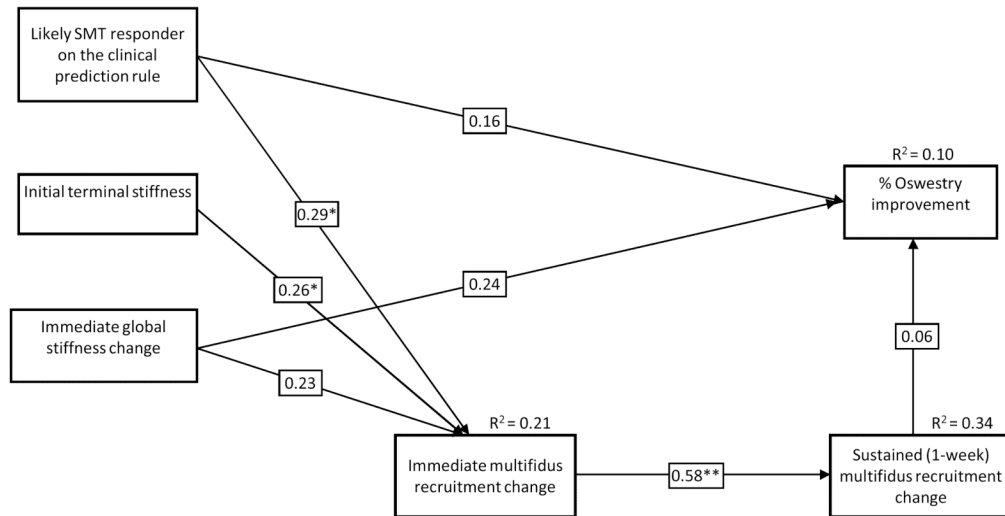 Likely SMT responder
on the clinical
prediction rule
0.16
R² = 0.10
% Oswestry
improvement
Initial terminal stiffness
0.29*
0.26*
0.24
Immediate global
stiffness change
0.23
0.06
R² = 0.21
R² = 0.34
Immediate multifidus
recruitment change
0.58**
Sustained (1-week)
multifidus recruitment
change